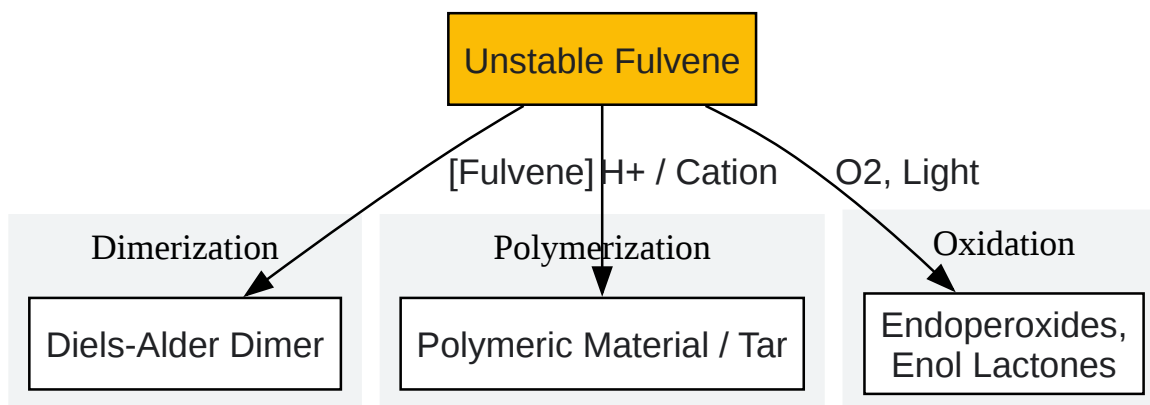 Unstable Fulvene
[Fulvene]
H+ / Cation
O2, Light
Dimerization
Polymerization
Oxidation
Diels-Alder Dimer
Polymeric Material / Tar
Endoperoxides,
Enol Lactones